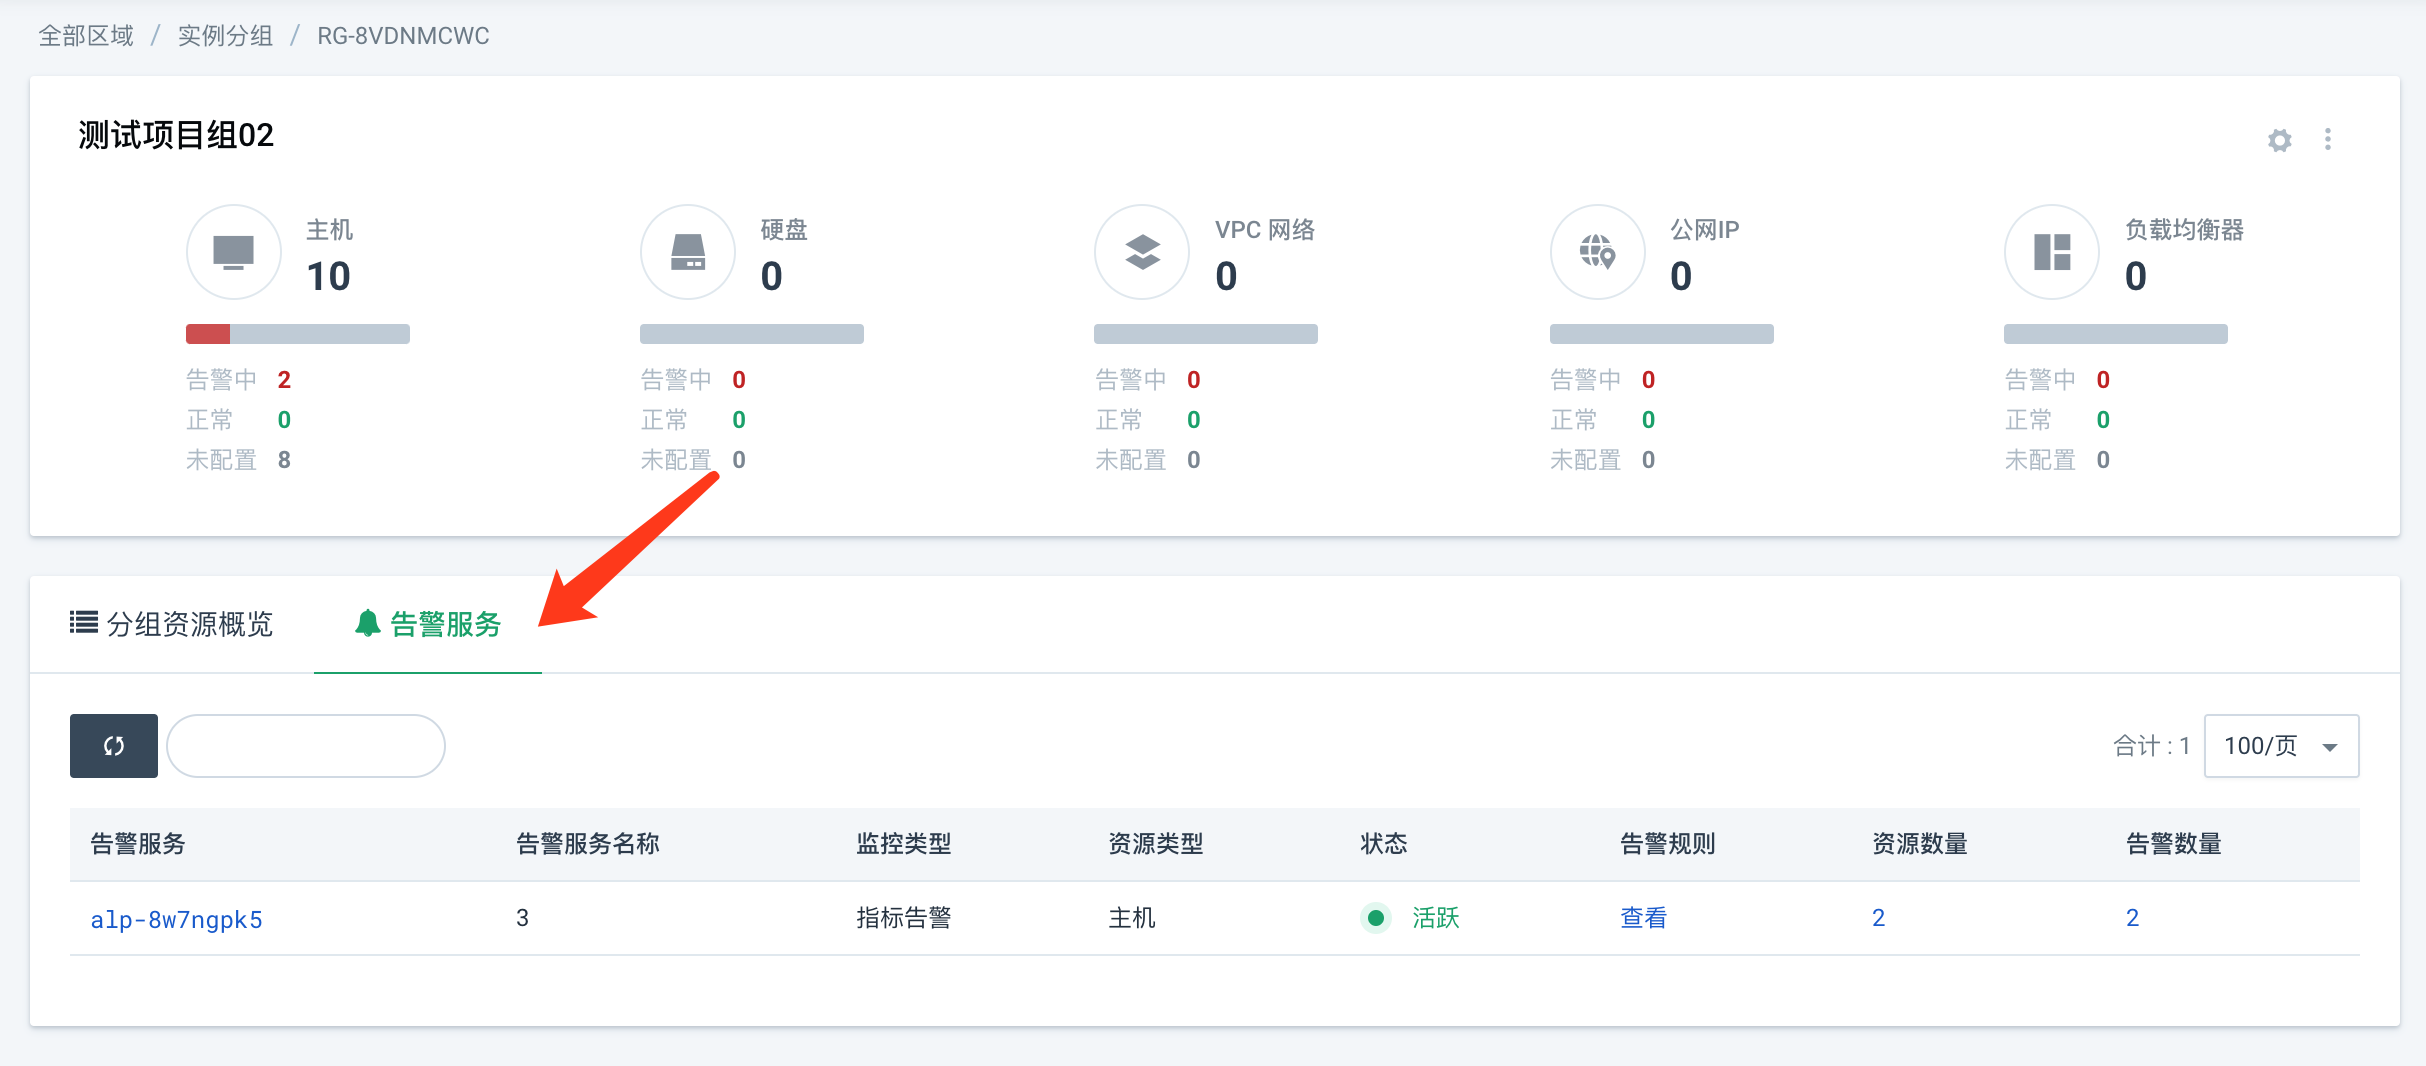 全部区域 / 实例分组 / RG-8VDNMCWC
测试项目组02
主机
10
告警中 2
正常 0
未配置 8
硬盘
0
告警中 0
正常 0
未配置 0
VPC 网络
0
告警中 0
正常 0
未配置 0
公网IP
0
告警中 0
正常 0
未配置 0
负载均衡器
0
告警中 0
正常 0
未配置 0
分组资源概览 告警服务
合计 : 1 100/页
告警服务 告警服务名称 监控类型 资源类型 状态 告警规则 资源数量 告警数量
alp-8w7ngpk5 3 指标告警 主机 活跃 查看 2 2